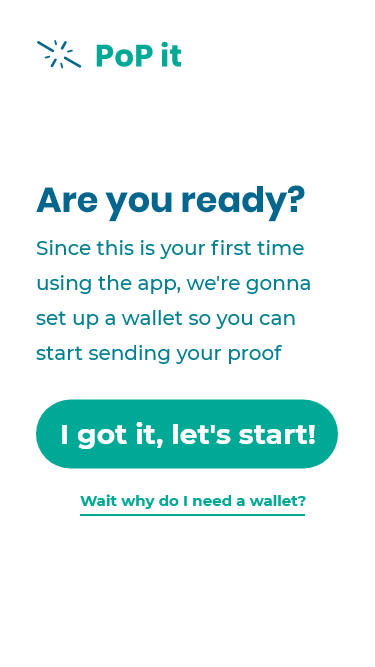 PoP it
Are you ready?
Since this is your first time
using the app, we're gonna
set up a wallet so you can
start sending your proof
I got it, let's start!
Wait why do I need a wallet?